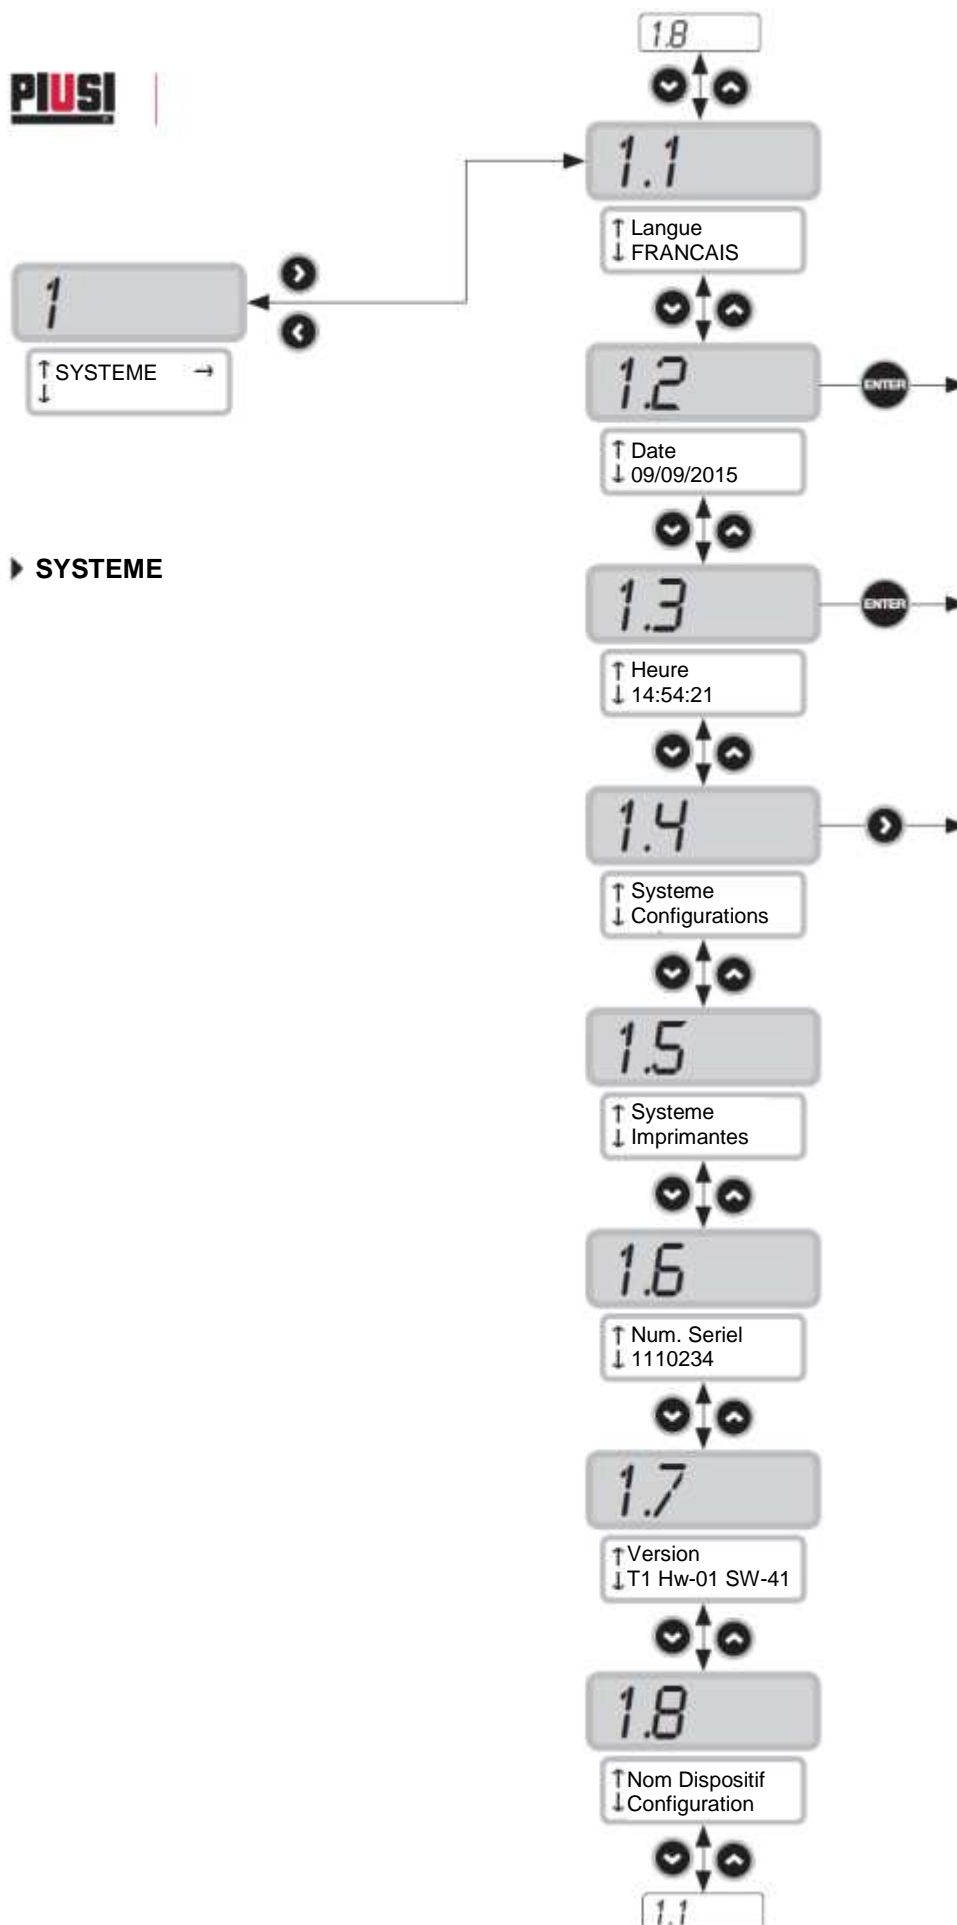 1.8
PIUSI
1.1
↑ Langue
↓ FRANCAIS
1
↑ SYSTEME →
↓
1.2
ENTER
↑ Date
↓ 09/09/2015
SYSTEME
1.3
ENTER
↑ Heure
↓ 14:54:21
1.4
↑ Systeme
↓ Configurations
1.5
↑ Systeme
↓ Imprimantes
1.6
↑ Num. Seriel
↓ 1110234
1.7
↑ Version
↓ T1 Hw-01 SW-41
1.8
↑ Nom Dispositif
↓ Configuration
1.1